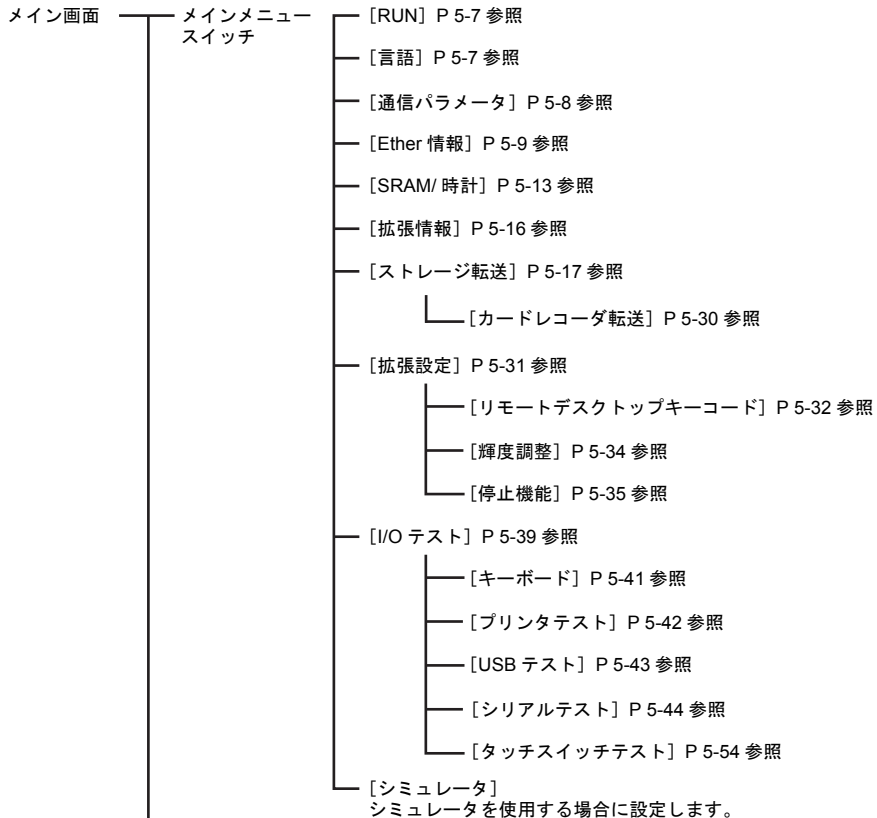 メイン画面
メインメニュー
スイッチ
［RUN］P 5-7 参照
［言語］P 5-7 参照
［通信パラメータ］P 5-8 参照
［Ether 情報］P 5-9 参照
［SRAM/ 時計］P 5-13 参照
［拡張情報］P 5-16 参照
［ストレージ転送］P 5-17 参照
［カードレコーダ転送］P 5-30 参照
［拡張設定］P 5-31 参照
［リモートデスクトップキーコード］P 5-32 参照
［輝度調整］P 5-34 参照
［停止機能］P 5-35 参照
［I/O テスト］P 5-39 参照
［キーボード］P 5-41 参照
［プリンタテスト］P 5-42 参照
［USB テスト］P 5-43 参照
［シリアルテスト］P 5-44 参照
［タッチスイッチテスト］P 5-54 参照
［シミュレータ］
シミュレータを使用する場合に設定します。